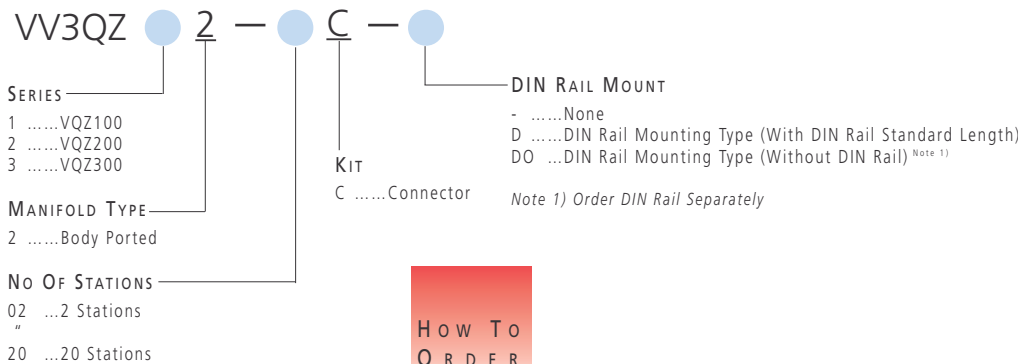 VV3QZ 2 — C —
SERIES
1 ......VQZ100
2 ......VQZ200
3 ......VQZ300
MANIFOLD TYPE
2 ......Body Ported
NO OF STATIONS
02 ...2 Stations
"
20 ...20 Stations
KIT
C ......Connector
DIN RAIL MOUNT
- ......None
D ......DIN Rail Mounting Type (With DIN Rail Standard Length)
DO ...DIN Rail Mounting Type (Without DIN Rail) Note 1)
Note 1) Order DIN Rail Separately
HOW TO
ORDER